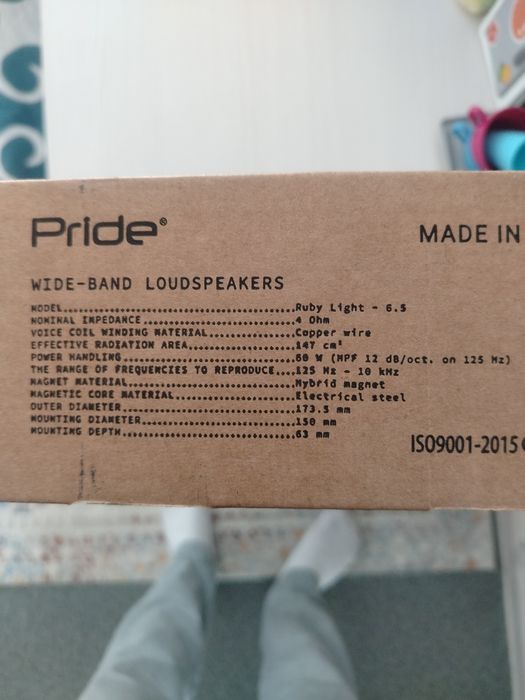 Pride®
MADE IN
WIDE-BAND LOUDSPEAKERS
MODEL..............................Ruby Light - 6.5
NOMINAL IMPEDANCE......................4 Ohm
VOICE COIL WINDING MATERIAL.............Copper wire
EFFECTIVE RADIATION AREA................147 cm²
POWER HANDLING..........................60 W (HPF 12 dB/oct. on 125 Hz)
THE RANGE OF FREQUENCIES TO REPRODUCE...125 Hz - 10 kHz
MAGNET MATERIAL.........................Hybrid magnet
MAGNETIC CORE MATERIAL..................Electrical steel
OUTER DIAMETER..........................173.5 mm
MOUNTING DIAMETER.......................150 mm
MOUNTING DEPTH..........................63 mm
ISO9001-2015